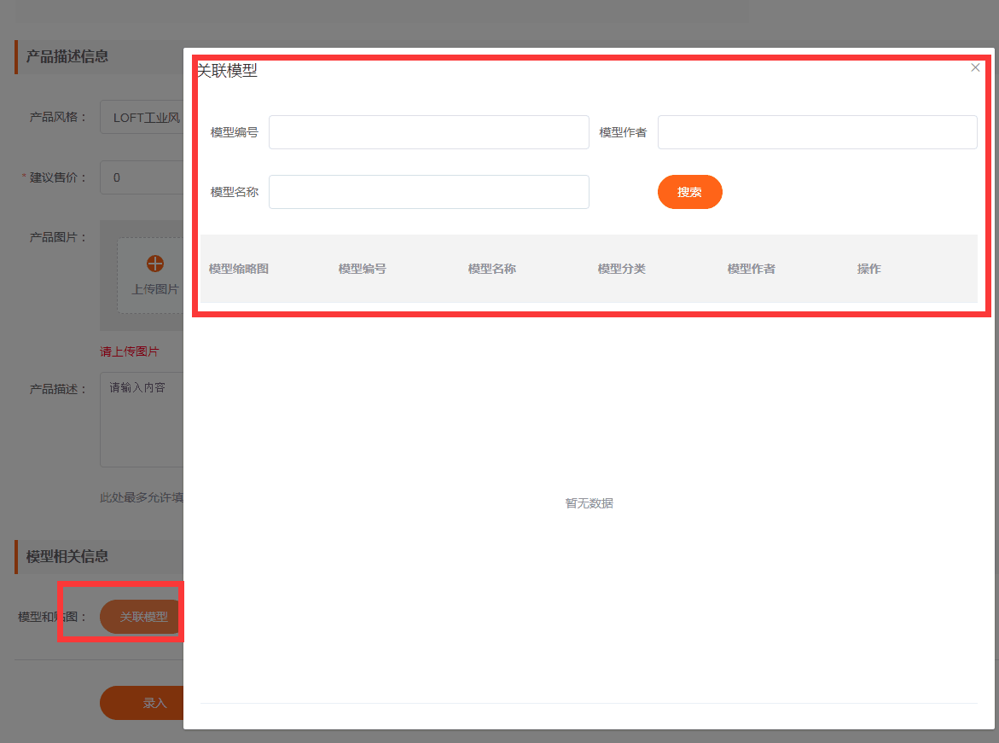 产品描述信息
产品风格：
LOFT工业风
* 建议售价：
0
产品图片：
上传图片
请上传图片
产品描述：
请输入内容
此处最多允许填
模型相关信息
模型和贴图：
关联模型
录入
关联模型
模型编号
模型作者
模型名称
搜索
模型缩略图 模型编号 模型名称 模型分类 模型作者 操作
暂无数据